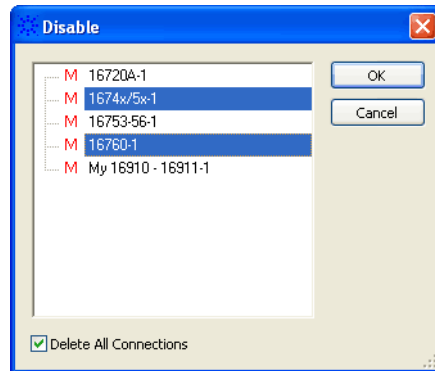 Disable
M 16720A-1
M 1674x/5x-1
M 16753-56-1
M 16760-1
M My 16910 - 16911-1
OK
Cancel
Delete All Connections